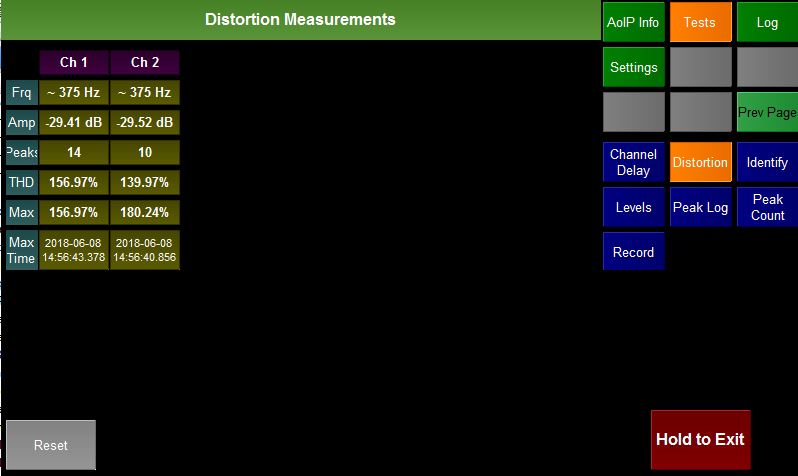 Distortion Measurements
AoIP Info
Tests
Log
Settings
Prev Page
Ch 1
Ch 2
Frq
~ 375 Hz
~ 375 Hz
Amp
-29.41 dB
-29.52 dB
Peaks
14
10
THD
156.97%
139.97%
Max
156.97%
180.24%
Max
Time
2018-06-08
14:56:43.378
2018-06-08
14:56:40.856
Channel
Delay
Distortion
Identify
Levels
Peak Log
Peak
Count
Record
Reset
Hold to Exit